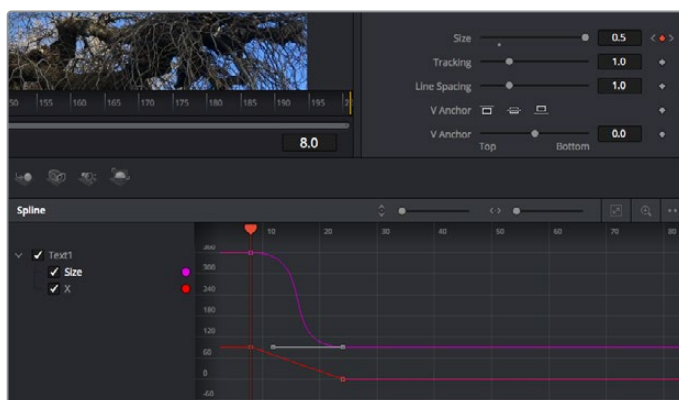 Size 0.5
Tracking 1.0
Line Spacing 1.0
V Anchor
V Anchor 0.0
Top Bottom
50 155 160 165 170 175 180 185 190 195
8.0
Spline
10 20 30 40 50 60 70 80
Text1
Size
X
360
300
240
180
120
60
0
-60